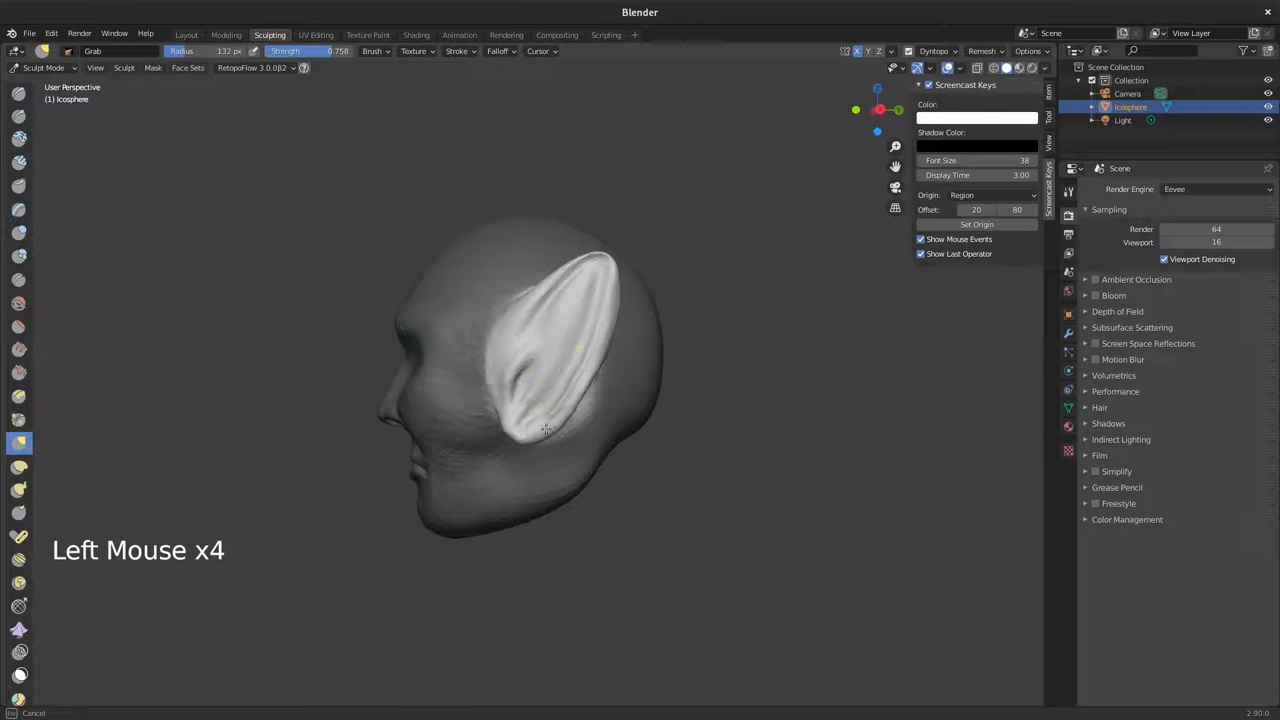 Blender
File Edit Render Window Help Layout Modeling Sculpting UV Editing Texture Paint Shading Animation Rendering Compositing Scripting + Scene View Layer
Grab Radius 132 px Strength 0.758 Brush Texture Stroke Falloff Cursor X Y Z Dyntopo Remesh Options
Sculpt Mode View Sculpt Mask Face Sets RetopoFlow 3.0.0β2
User Perspective
(1) Icosphere
Screencast Keys
Color:
Shadow Color:
Font Size 38
Display Time 3.00
Origin: Region
Offset: 20 80
Set Origin
Show Mouse Events
Show Last Operator
Item
Tool
View
Screencast Keys
Scene Collection
Collection
Camera
Icosphere
Light
Scene
Render Engine Eevee
Sampling
Render 64
Viewport 16
Viewport Denoising
Ambient Occlusion
Bloom
Depth of Field
Subsurface Scattering
Screen Space Reflections
Motion Blur
Volumetrics
Performance
Hair
Shadows
Indirect Lighting
Film
Simplify
Grease Pencil
Freestyle
Color Management
Left Mouse x4
Cancel
2.90.0